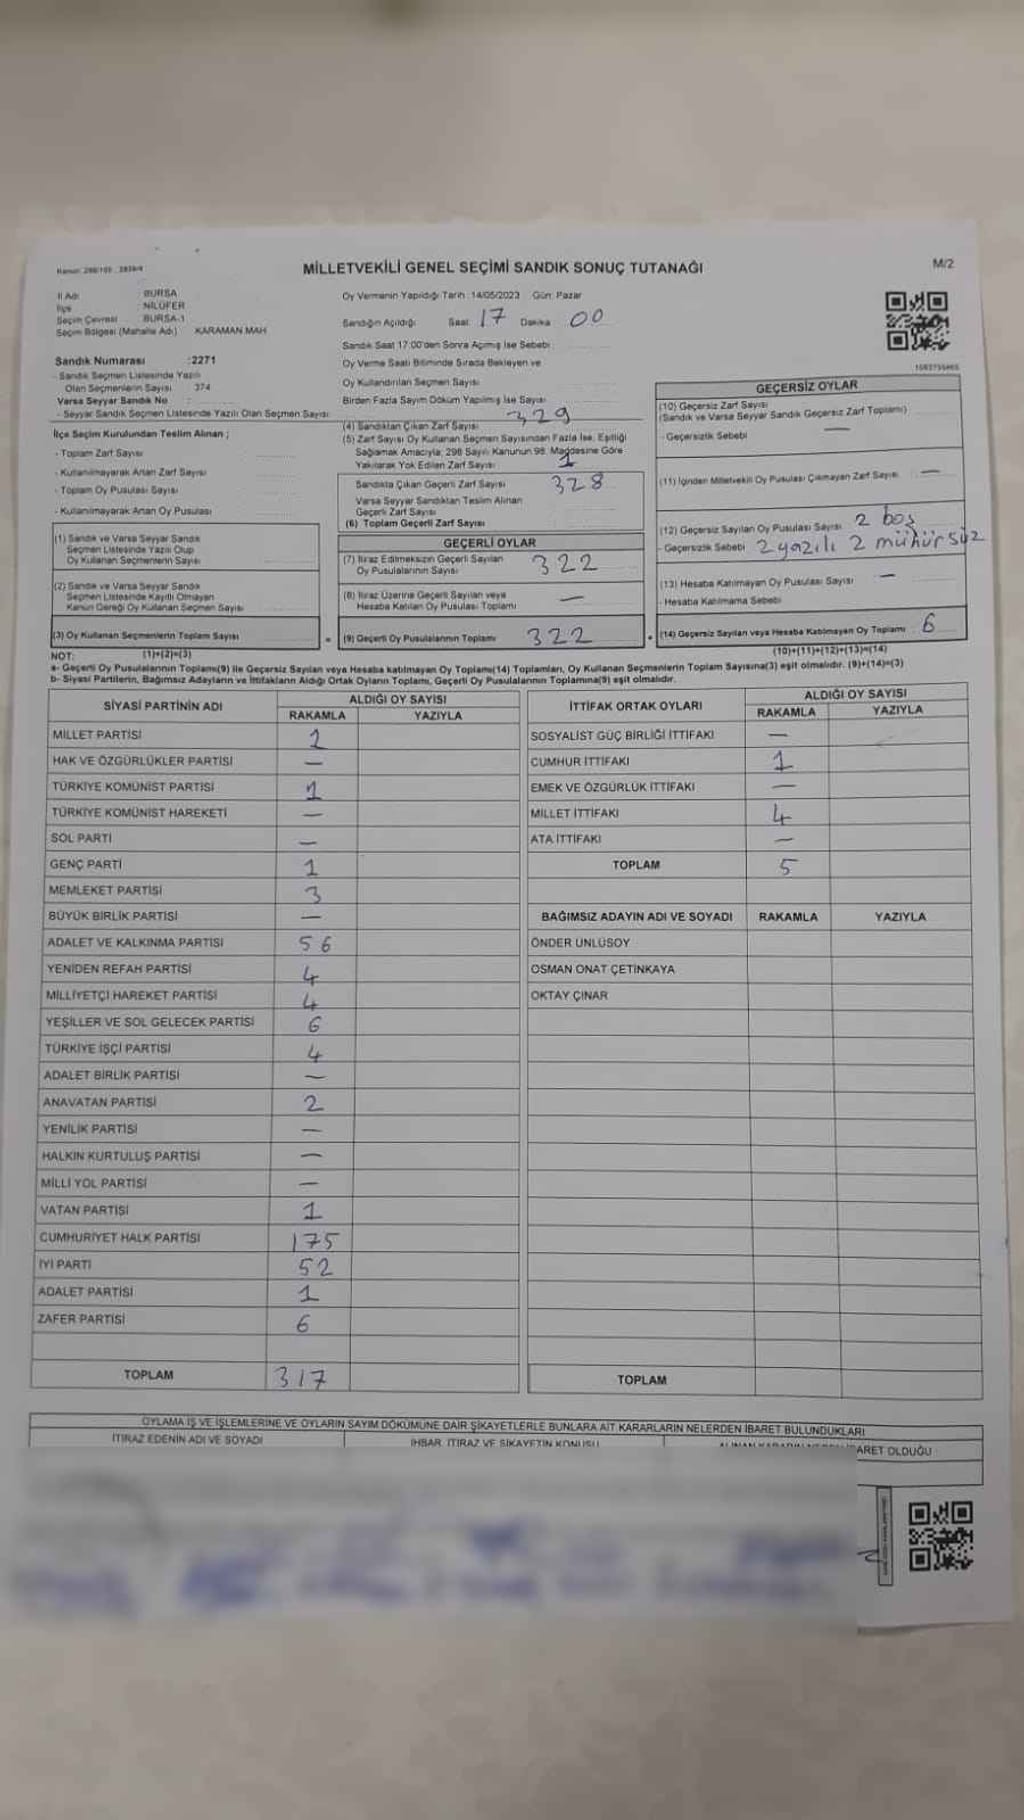 MİLLETVEKİLİ GENEL SEÇİMİ SANDIK SONUÇ TUTANAĞI
M/2
İl Adı BURSA
İlçe NİLÜFER
Seçim Çevresi BURSA-1
Seçim Bölgesi (Mahalle Adı) KARAMAN MAH
Sandık Numarası :2271
- Sandık Seçmen Listesinde Yazılı
Olan Seçmenlerin Sayısı 374
Varsa Seyyar Sandık No :
- Seyyar Sandık Seçmen Listesinde Yazılı Olan Seçmen Sayısı:
Oy Vermenin Yapıldığı Tarih : 14/05/2023 Gün: Pazar
Sandığın Açıldığı Saat 17 Dakika 00
Sandık Saat 17:00'den Sonra Açılmış İse Sebebi:
Oy Verme Saati Bitiminde Sırada Bekleyen ve
Oy Kullandırılan Seçmen Sayısı
Birden Fazla Sayım Döküm Yapılmış İse Sayısı
İlçe Seçim Kurulundan Teslim Alınan ;
- Toplam Zarf Sayısı
- Kullanılmayarak Artan Zarf Sayısı
- Toplam Oy Pusulası Sayısı
- Kullanılmayarak Artan Oy Pusulası
(1) Sandık ve Varsa Seyyar Sandık
Seçmen Listesinde Yazılı Olup
Oy Kullanan Seçmenlerin Sayısı
(2) Sandık ve Varsa Seyyar Sandık
Seçmen Listesinde Kayıtlı Olmayan
Kanun Gereği Oy Kullanan Seçmen Sayısı
(3) Oy Kullanan Seçmenlerin Toplam Sayısı
(4) Sandıktan Çıkan Zarf Sayısı 329
(5) Zarf Sayısı Oy Kullanan Seçmen Sayısından Fazla İse, Eşitliği
Sağlamak Amacıyla, 298 Sayılı Kanunun 98. Maddesine Göre
Yakılarak Yok Edilen Zarf Sayısı 1
Sandıkta Çıkan Geçerli Zarf Sayısı 328
Varsa Seyyar Sandıktan Teslim Alınan
Geçerli Zarf Sayısı
(6) Toplam Geçerli Zarf Sayısı
GEÇERLİ OYLAR
(7) İtiraz Edilmeksizin Geçerli Sayılan
Oy Pusulalarının Sayısı 322
(8) İtiraz Üzerine Geçerli Sayılan veya
Hesaba Katılan Oy Pusulası Toplamı —
(9) Geçerli Oy Pusulalarının Toplamı 322
GEÇERSİZ OYLAR
(10) Geçersiz Zarf Sayısı
(Sandık ve Varsa Seyyar Sandık Geçersiz Zarf Toplamı)
- Geçersizlik Sebebi —
(11) İçinden Milletvekili Oy Pusulası Çıkmayan Zarf Sayısı —
(12) Geçersiz Sayılan Oy Pusulası Sayısı 2 boş
- Geçersizlik Sebebi 2 yazılı 2 mühürsüz
(13) Hesaba Katılmayan Oy Pusulası Sayısı —
- Hesaba Katılmama Sebebi
(14) Geçersiz Sayılan veya Hesaba Katılmayan Oy Toplamı 6
NOT: (1)+(2)=(3) (10)+(11)+(12)+(13)=(14)
a- Geçerli Oy Pusulalarının Toplamı(9) ile Geçersiz Sayılan veya Hesaba katılmayan Oy Toplamı(14) Toplamları, Oy Kullanan Seçmenlerin Toplam Sayısına(3) eşit olmalıdır. (9)+(14)=(3)
b- Siyasi Partilerin, Bağımsız Adayların ve İttifakların Aldığı Ortak Oyların Toplamı, Geçerli Oy Pusulalarının Toplamına(9) eşit olmalıdır.
SİYASİ PARTİNİN ADI ALDIĞI OY SAYISI
RAKAMLA YAZIYLA
MİLLET PARTİSİ 1
HAK VE ÖZGÜRLÜKLER PARTİSİ —
TÜRKİYE KOMÜNİST PARTİSİ 1
TÜRKİYE KOMÜNİST HAREKETİ —
SOL PARTİ —
GENÇ PARTİ 1
MEMLEKET PARTİSİ 3
BÜYÜK BİRLİK PARTİSİ —
ADALET VE KALKINMA PARTİSİ 56
YENİDEN REFAH PARTİSİ 4
MİLLİYETÇİ HAREKET PARTİSİ 4
YEŞİLLER VE SOL GELECEK PARTİSİ 6
TÜRKİYE İŞÇİ PARTİSİ 4
ADALET BİRLİK PARTİSİ —
ANAVATAN PARTİSİ 2
YENİLİK PARTİSİ —
HALKIN KURTULUŞ PARTİSİ —
MİLLİ YOL PARTİSİ —
VATAN PARTİSİ 1
CUMHURİYET HALK PARTİSİ 175
İYİ PARTİ 52
ADALET PARTİSİ 1
ZAFER PARTİSİ 6
TOPLAM 317
İTTİFAK ORTAK OYLARI ALDIĞI OY SAYISI
RAKAMLA YAZIYLA
SOSYALİST GÜÇ BİRLİĞİ İTTİFAKI —
CUMHUR İTTİFAKI 1
EMEK VE ÖZGÜRLÜK İTTİFAKI —
MİLLET İTTİFAKI 4
ATA İTTİFAKI —
TOPLAM 5
BAĞIMSIZ ADAYIN ADI VE SOYADI RAKAMLA YAZIYLA
ÖNDER ÜNLÜSOY
OSMAN ONAT ÇETİNKAYA
OKTAY ÇINAR
TOPLAM
OYLAMA İŞ VE İŞLEMLERİNE VE OYLARIN SAYIM DÖKÜMÜNE DAİR ŞİKAYETLERLE BUNLARA AİT KARARLARIN NELERDEN İBARET BULUNDUKLARI
İTİRAZ EDENİN ADI VE SOYADI
İHBAR, İTİRAZ VE ŞİKAYETİN KONUSU
ARET OLDUĞU